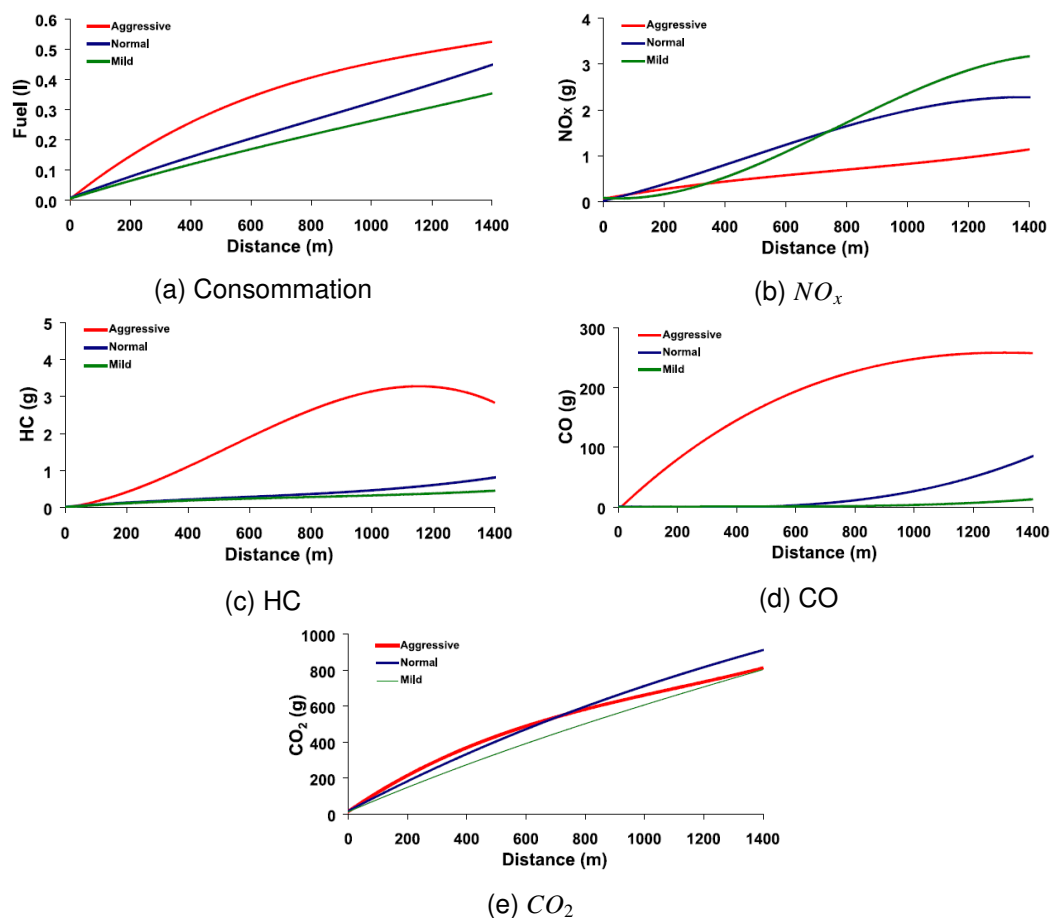 0.6
0.5
0.4
0.3
0.2
0.1
0.0
Fuel (l)
Aggressive
Normal
Mild
0 200 400 600 800 1000 1200 1400
Distance (m)
(a) Consommation
4
3
2
1
0
NOx (g)
Aggressive
Normal
Mild
0 200 400 600 800 1000 1200 1400
Distance (m)
(b) NOx
5
4
3
2
1
0
HC (g)
Aggressive
Normal
Mild
0 200 400 600 800 1000 1200 1400
Distance (m)
(c) HC
300
200
100
0
CO (g)
Aggressive
Normal
Mild
0 200 400 600 800 1000 1200 1400
Distance (m)
(d) CO
1000
800
600
400
200
0
CO2 (g)
Aggressive
Normal
Mild
0 200 400 600 800 1000 1200 1400
Distance (m)
(e) CO2